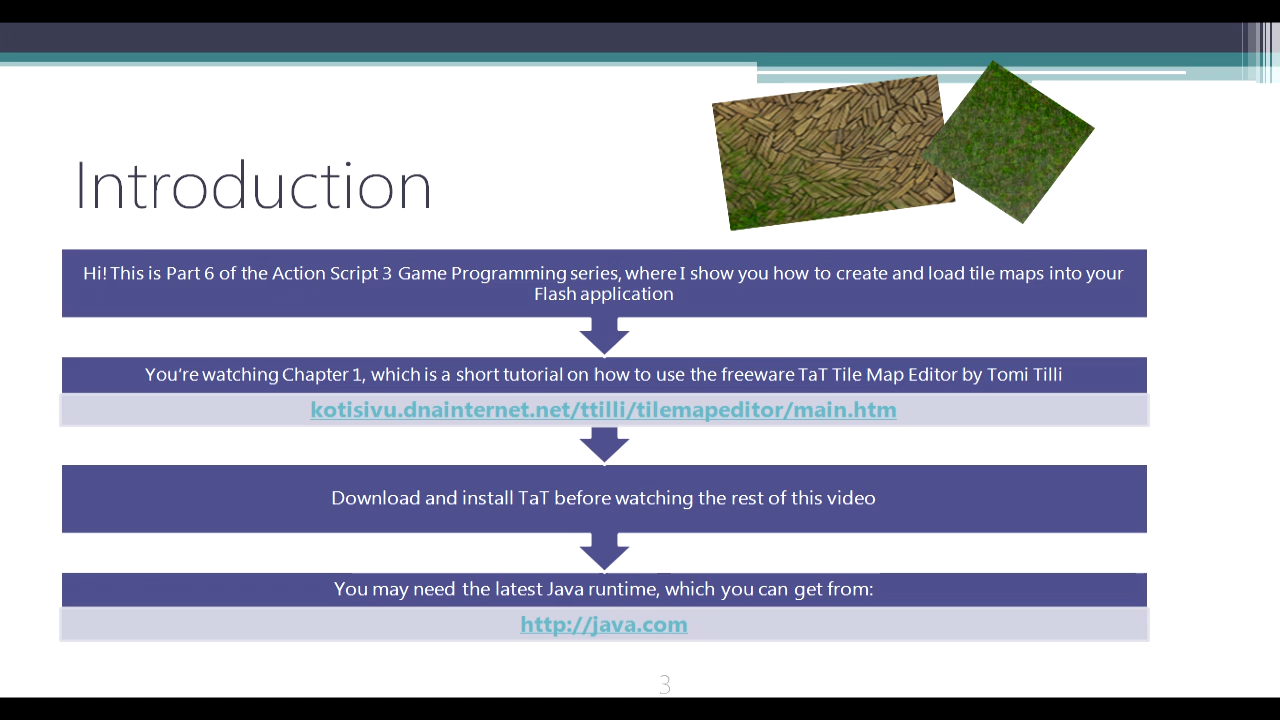 Introduction
Hi! This is Part 6 of the Action Script 3 Game Programming series, where I show you how to create and load tile maps into your
Flash application
You're watching Chapter 1, which is a short tutorial on how to use the freeware TaT Tile Map Editor by Tomi Tilli
kotisivu.dnainternet.net/ttilli/tilemapeditor/main.htm
Download and install TaT before watching the rest of this video
You may need the latest Java runtime, which you can get from:
http://java.com
3